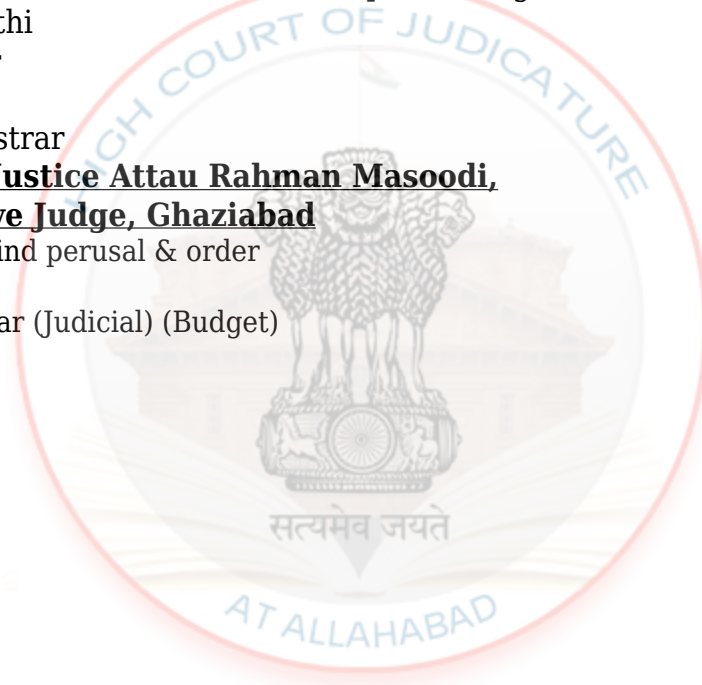 thi
strar
Justice Attau Rahman Masoodi,
ve Judge, Ghaziabad
ind perusal & order
ar (Judicial) (Budget)
HIGH COURT OF JUDICATURE
सत्यमेव जयते
AT ALLAHABAD